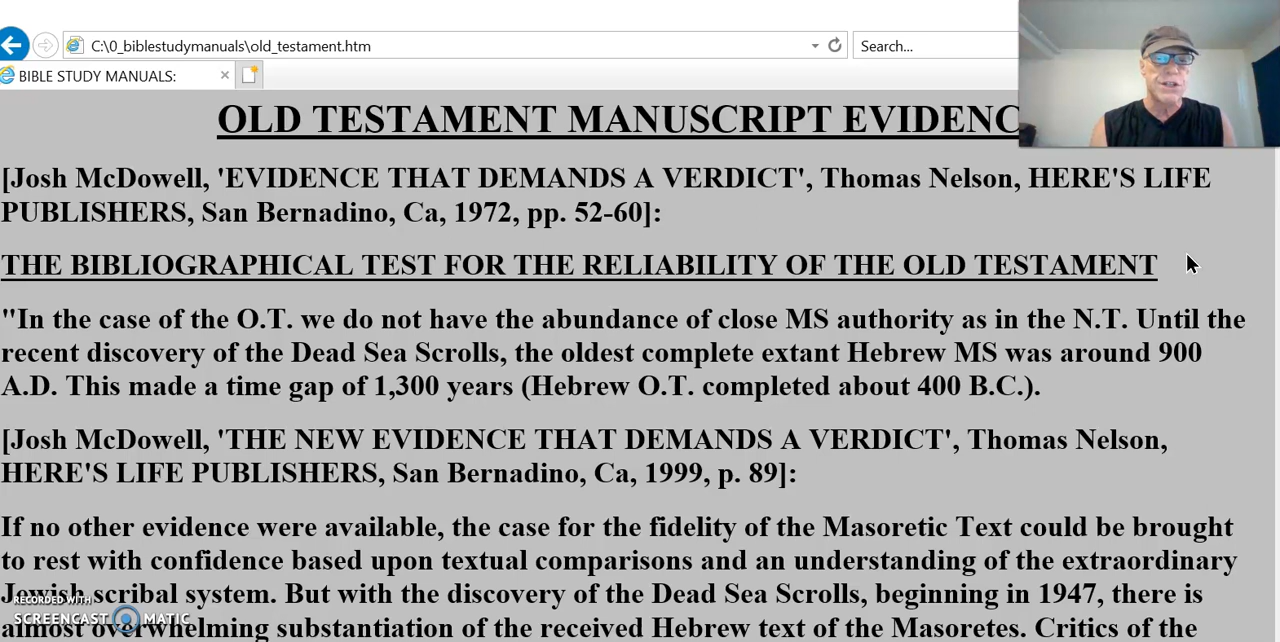 C:\0_biblestudymanuals\old_testament.htm
Search...
BIBLE STUDY MANUALS:
OLD TESTAMENT MANUSCRIPT EVIDENC
[Josh McDowell, 'EVIDENCE THAT DEMANDS A VERDICT', Thomas Nelson, HERE'S LIFE
PUBLISHERS, San Bernadino, Ca, 1972, pp. 52-60]:
THE BIBLIOGRAPHICAL TEST FOR THE RELIABILITY OF THE OLD TESTAMENT
"In the case of the O.T. we do not have the abundance of close MS authority as in the N.T. Until the
recent discovery of the Dead Sea Scrolls, the oldest complete extant Hebrew MS was around 900
A.D. This made a time gap of 1,300 years (Hebrew O.T. completed about 400 B.C.).
[Josh McDowell, 'THE NEW EVIDENCE THAT DEMANDS A VERDICT', Thomas Nelson,
HERE'S LIFE PUBLISHERS, San Bernadino, Ca, 1999, p. 89]:
If no other evidence were available, the case for the fidelity of the Masoretic Text could be brought
to rest with confidence based upon textual comparisons and an understanding of the extraordinary
Jewish scribal system. But with the discovery of the Dead Sea Scrolls, beginning in 1947, there is
almost overwhelming substantiation of the received Hebrew text of the Masoretes. Critics of the
RECORDED WITH
SCREENCAST MATIC